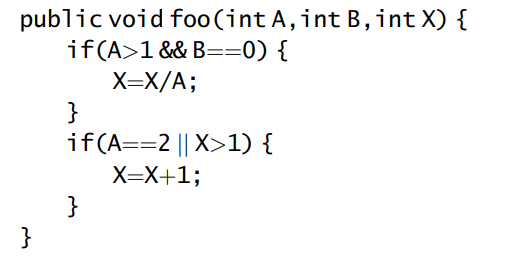 public void foo(int A,int B,int X) {
if(A>1 && B==0) {
X=X/A;
}
if(A==2 || X>1) {
X=X+1;
}
}